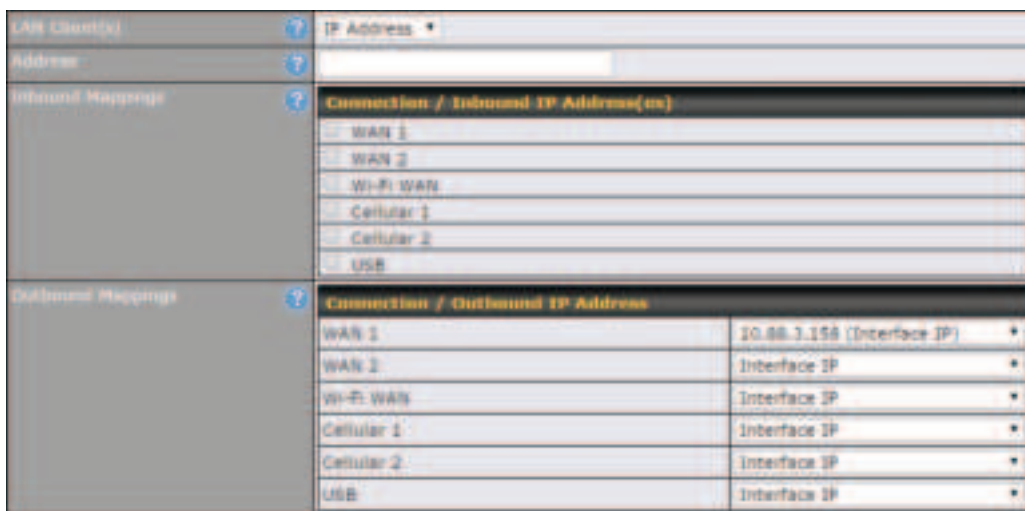 LAN Client(s) ? IP Address
Address ?
Inbound Mappings ? Connection / Inbound IP Address(es)
WAN 1
WAN 2
Wi-Fi WAN
Cellular 1
Cellular 2
USB
Outbound Mappings ? Connection / Outbound IP Address
WAN 1 10.88.3.158 (Interface IP)
WAN 2 Interface IP
Wi-Fi WAN Interface IP
Cellular 1 Interface IP
Cellular 2 Interface IP
USB Interface IP